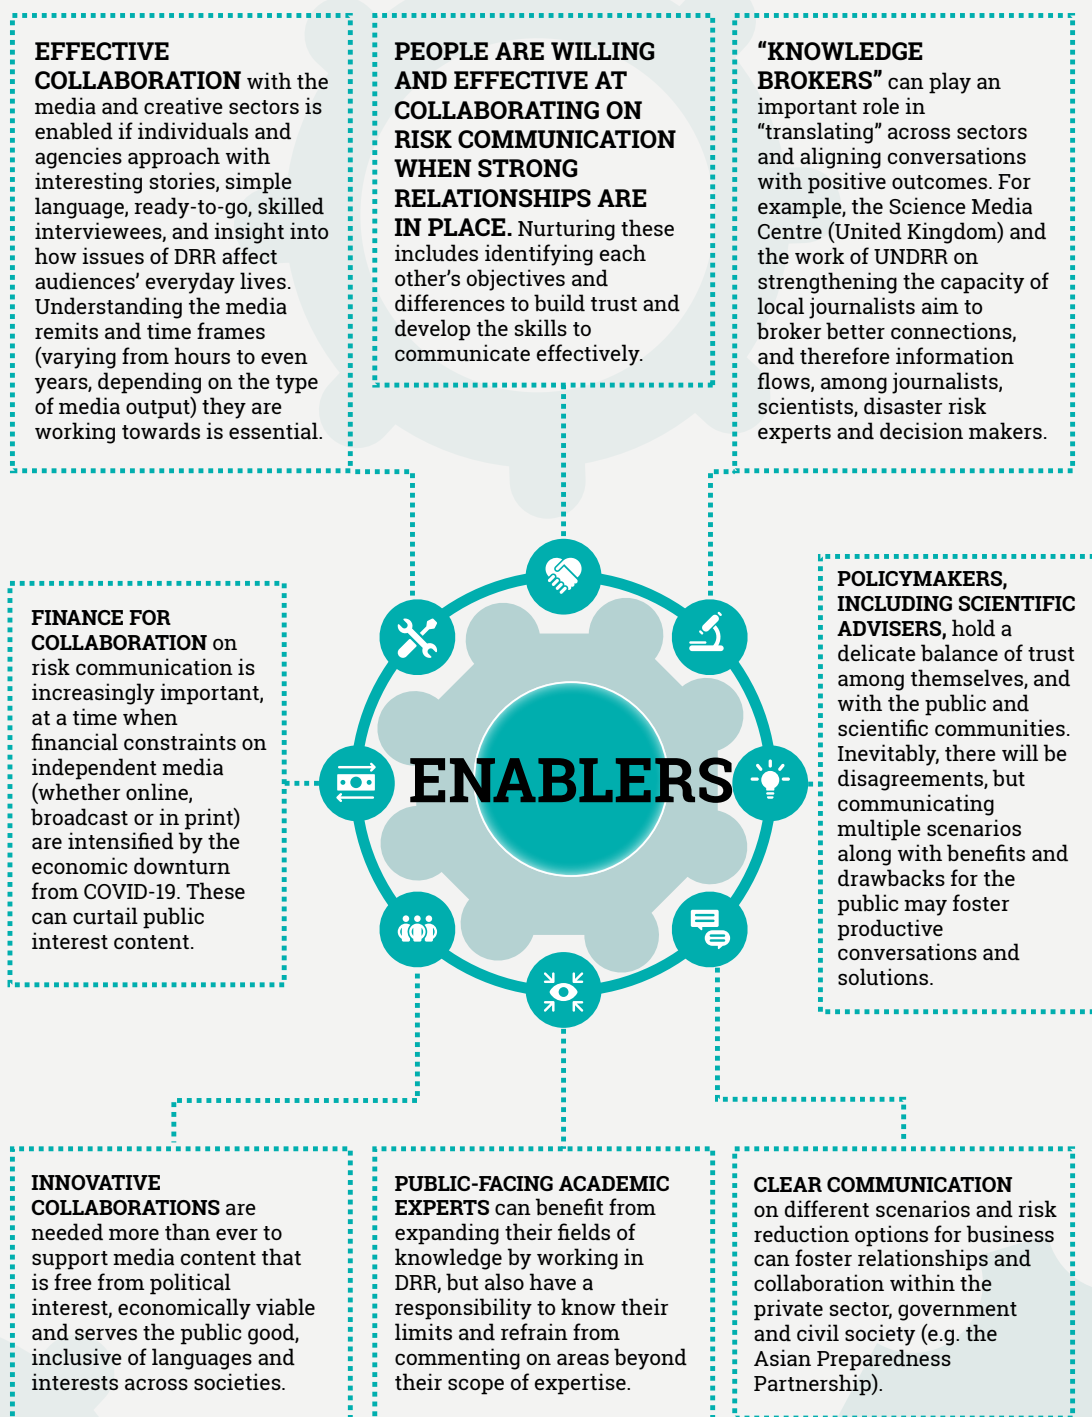 EFFECTIVE
COLLABORATION with the
media and creative sectors is
enabled if individuals and
agencies approach with
interesting stories, simple
language, ready-to-go, skilled
interviewees, and insight into
how issues of DRR affect
audiences’ everyday lives.
Understanding the media
remits and time frames
(varying from hours to even
years, depending on the type
of media output) they are
working towards is essential.
PEOPLE ARE WILLING
AND EFFECTIVE AT
COLLABORATING ON
RISK COMMUNICATION
WHEN STRONG
RELATIONSHIPS ARE
IN PLACE. Nurturing these
includes identifying each
other’s objectives and
differences to build trust and
develop the skills to
communicate effectively.
“KNOWLEDGE
BROKERS” can play an
important role in
“translating” across sectors
and aligning conversations
with positive outcomes. For
example, the Science Media
Centre (United Kingdom) and
the work of UNDRR on
strengthening the capacity of
local journalists aim to
broker better connections,
and therefore information
flows, among journalists,
scientists, disaster risk
experts and decision makers.
FINANCE FOR
COLLABORATION on
risk communication is
increasingly important,
at a time when
financial constraints on
independent media
(whether online,
broadcast or in print)
are intensified by the
economic downturn
from COVID-19. These
can curtail public
interest content.
ENABLERS
POLICYMAKERS,
INCLUDING SCIENTIFIC
ADVISERS, hold a
delicate balance of trust
among themselves, and
with the public and
scientific communities.
Inevitably, there will be
disagreements, but
communicating
multiple scenarios
along with benefits and
drawbacks for the
public may foster
productive
conversations and
solutions.
INNOVATIVE
COLLABORATIONS are
needed more than ever to
support media content that
is free from political
interest, economically viable
and serves the public good,
inclusive of languages and
interests across societies.
PUBLIC-FACING ACADEMIC
EXPERTS can benefit from
expanding their fields of
knowledge by working in
DRR, but also have a
responsibility to know their
limits and refrain from
commenting on areas beyond
their scope of expertise.
CLEAR COMMUNICATION
on different scenarios and risk
reduction options for business
can foster relationships and
collaboration within the
private sector, government
and civil society (e.g. the
Asian Preparedness
Partnership).